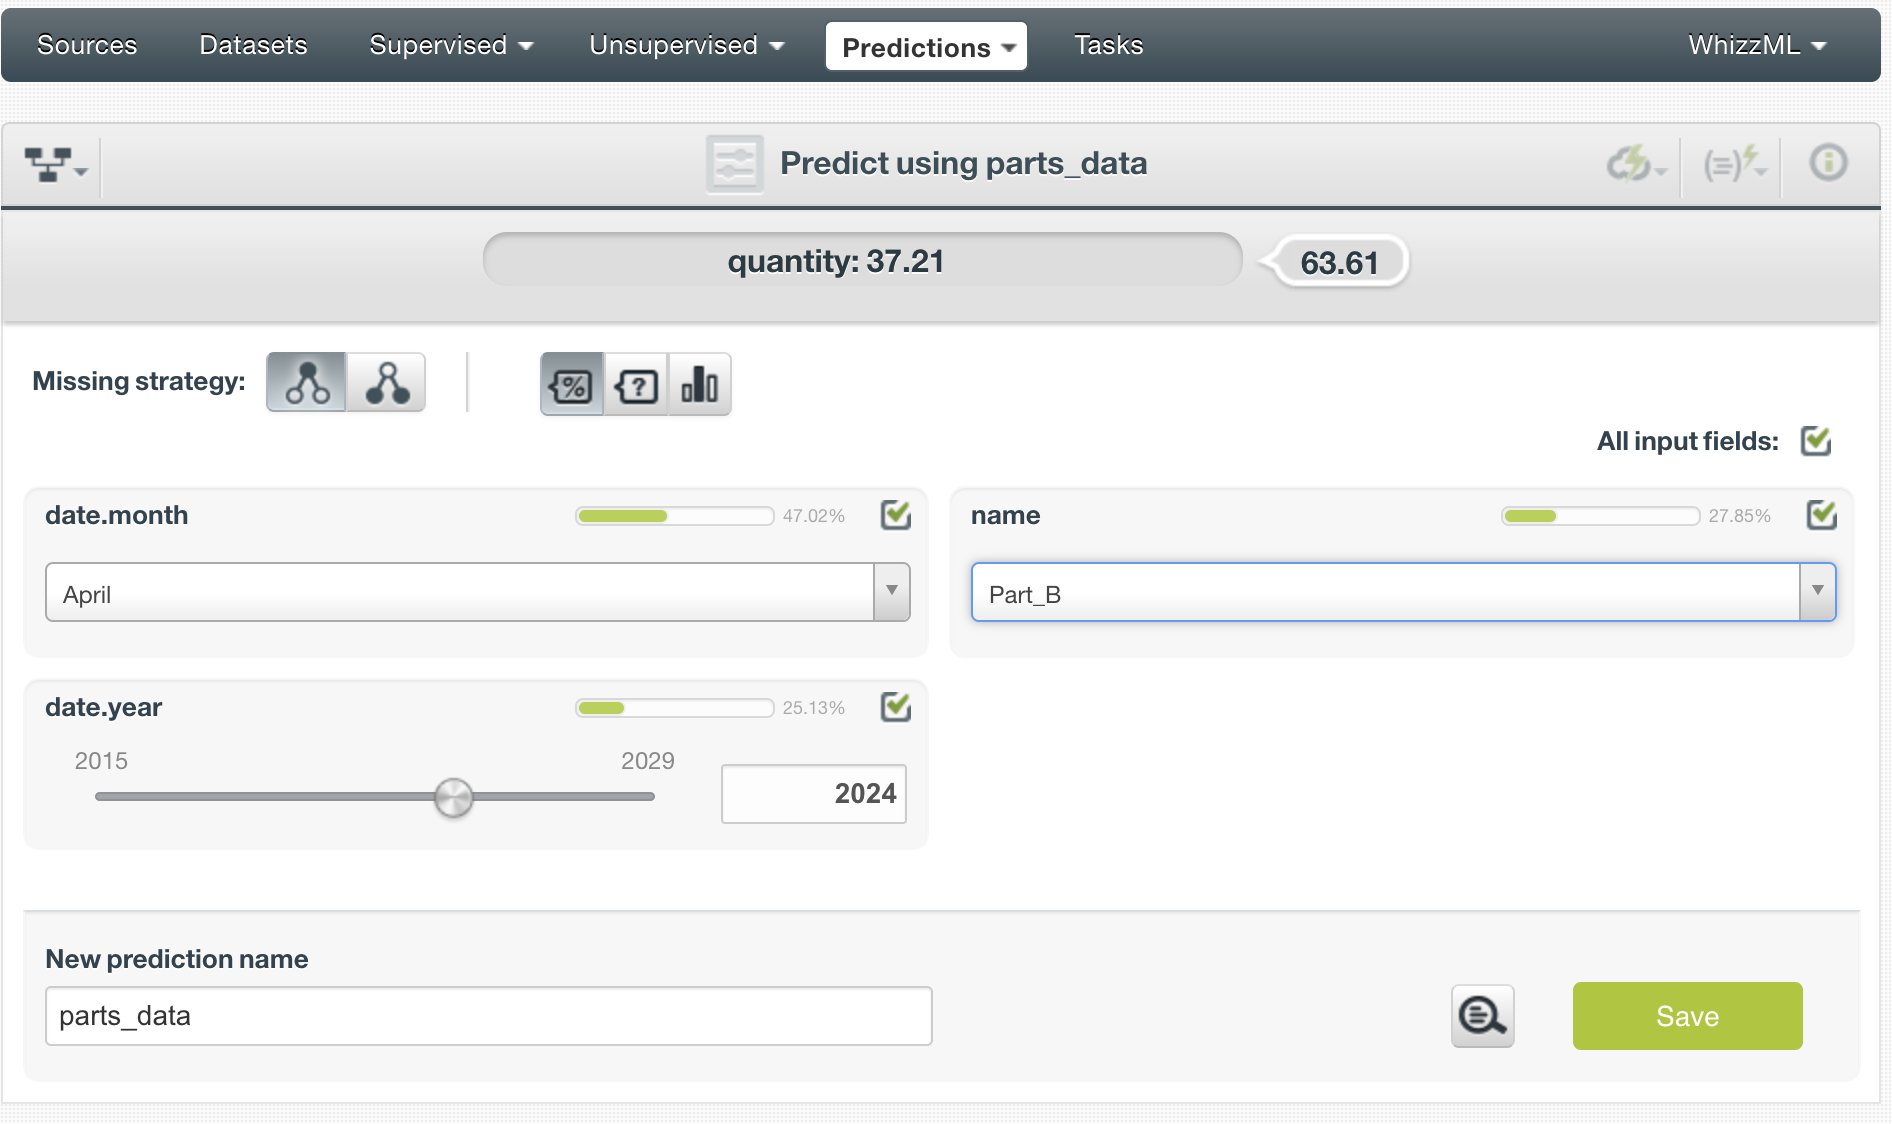 Sources Datasets Supervised Unsupervised Predictions Tasks WhizzML
Predict using parts_data
quantity: 37.21 63.61
Missing strategy:
All input fields:
date.month 47.02%
April
name 27.85%
Part_B
date.year 25.13%
2015 2029
2024
New prediction name
parts_data
Save